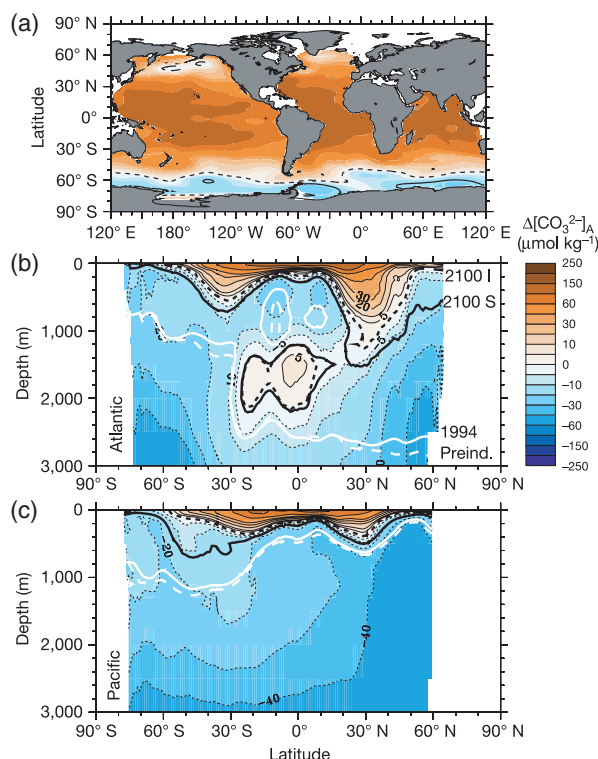 (a)
90° N
60° N
30° N
0°
30° S
60° S
90° S
Latitude
120° E 180° W 120° W 60° W 0° 60° E 120° E
Δ[CO₃²⁻]A
(μmol kg⁻¹)
250
150
60
30
10
0
−10
−30
−60
−150
−250
(b)
0
1,000
2,000
3,000
Depth (m)
Atlantic
30
20
5
5
5
5
2100 I
2100 S
1994
Preind.
90° S 60° S 30° S 0° 30° N 60° N 90° N
(c)
0
1,000
2,000
3,000
Depth (m)
Pacific
−20
−40
−40
90° S 60° S 30° S 0° 30° N 60° N 90° N
Latitude